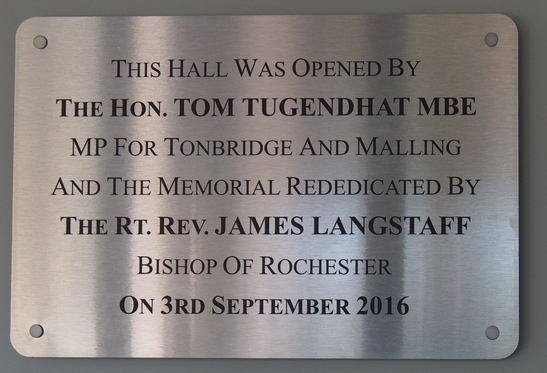 THIS HALL WAS OPENED BY
THE HON. TOM TUGENDHAT MBE
MP FOR TONBRIDGE AND MALLING
AND THE MEMORIAL REDEDICATED BY
THE RT. REV. JAMES LANGSTAFF
BISHOP OF ROCHESTER
ON 3RD SEPTEMBER 2016